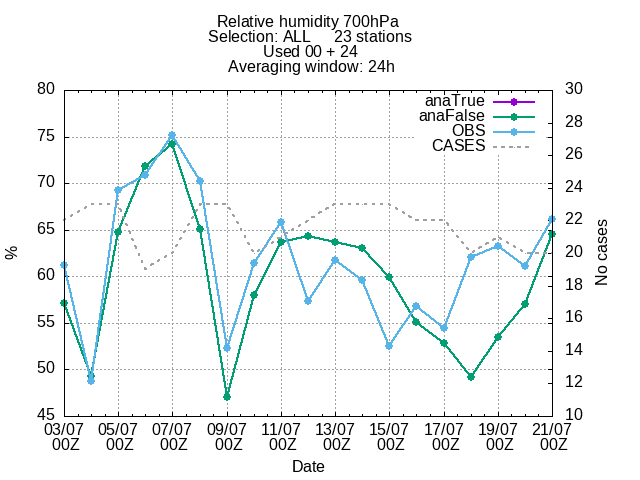 Relative humidity 700hPa
Selection: ALL 23 stations
Used 00 + 24
Averaging window: 24h
anaTrue
anaFalse
OBS
CASES
80
75
70
65
60
55
50
45
%
30
28
26
24
22
20
18
16
14
12
10
No cases
03/07 05/07 07/07 09/07 11/07 13/07 15/07 17/07 19/07 21/07
00Z 00Z 00Z 00Z 00Z 00Z 00Z 00Z 00Z 00Z
Date